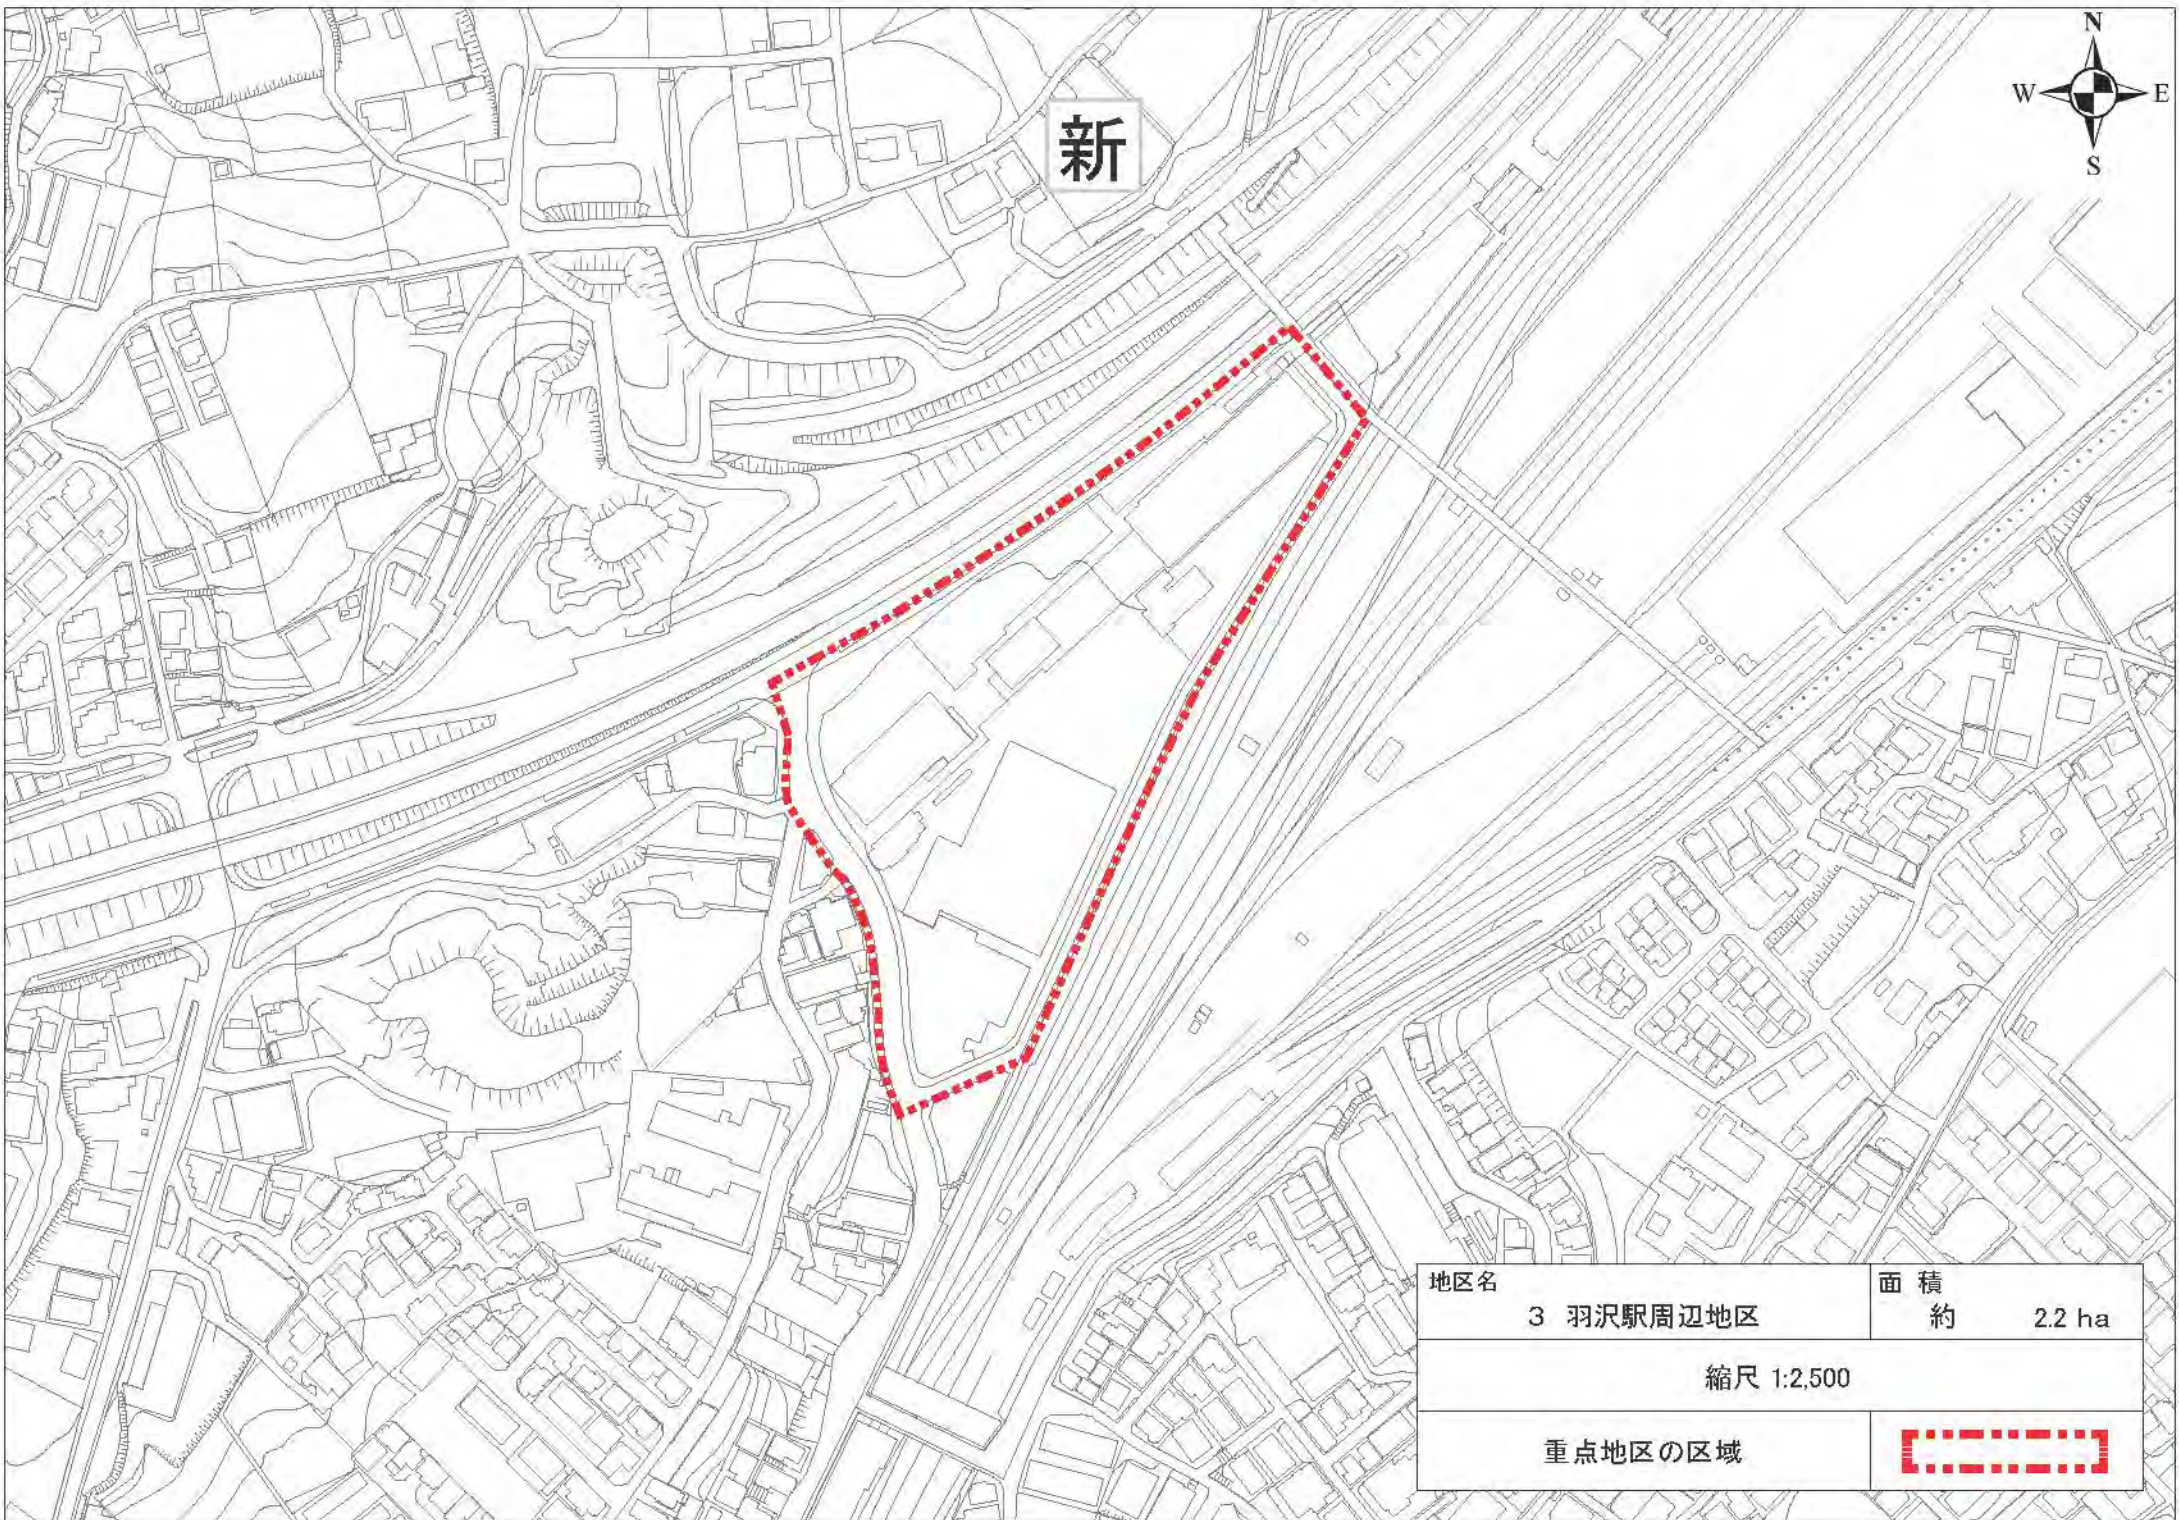 N
W E
S
新
地区名
3 羽沢駅周辺地区
面 積
約 2.2 ha
縮尺 1:2,500
重点地区の区域